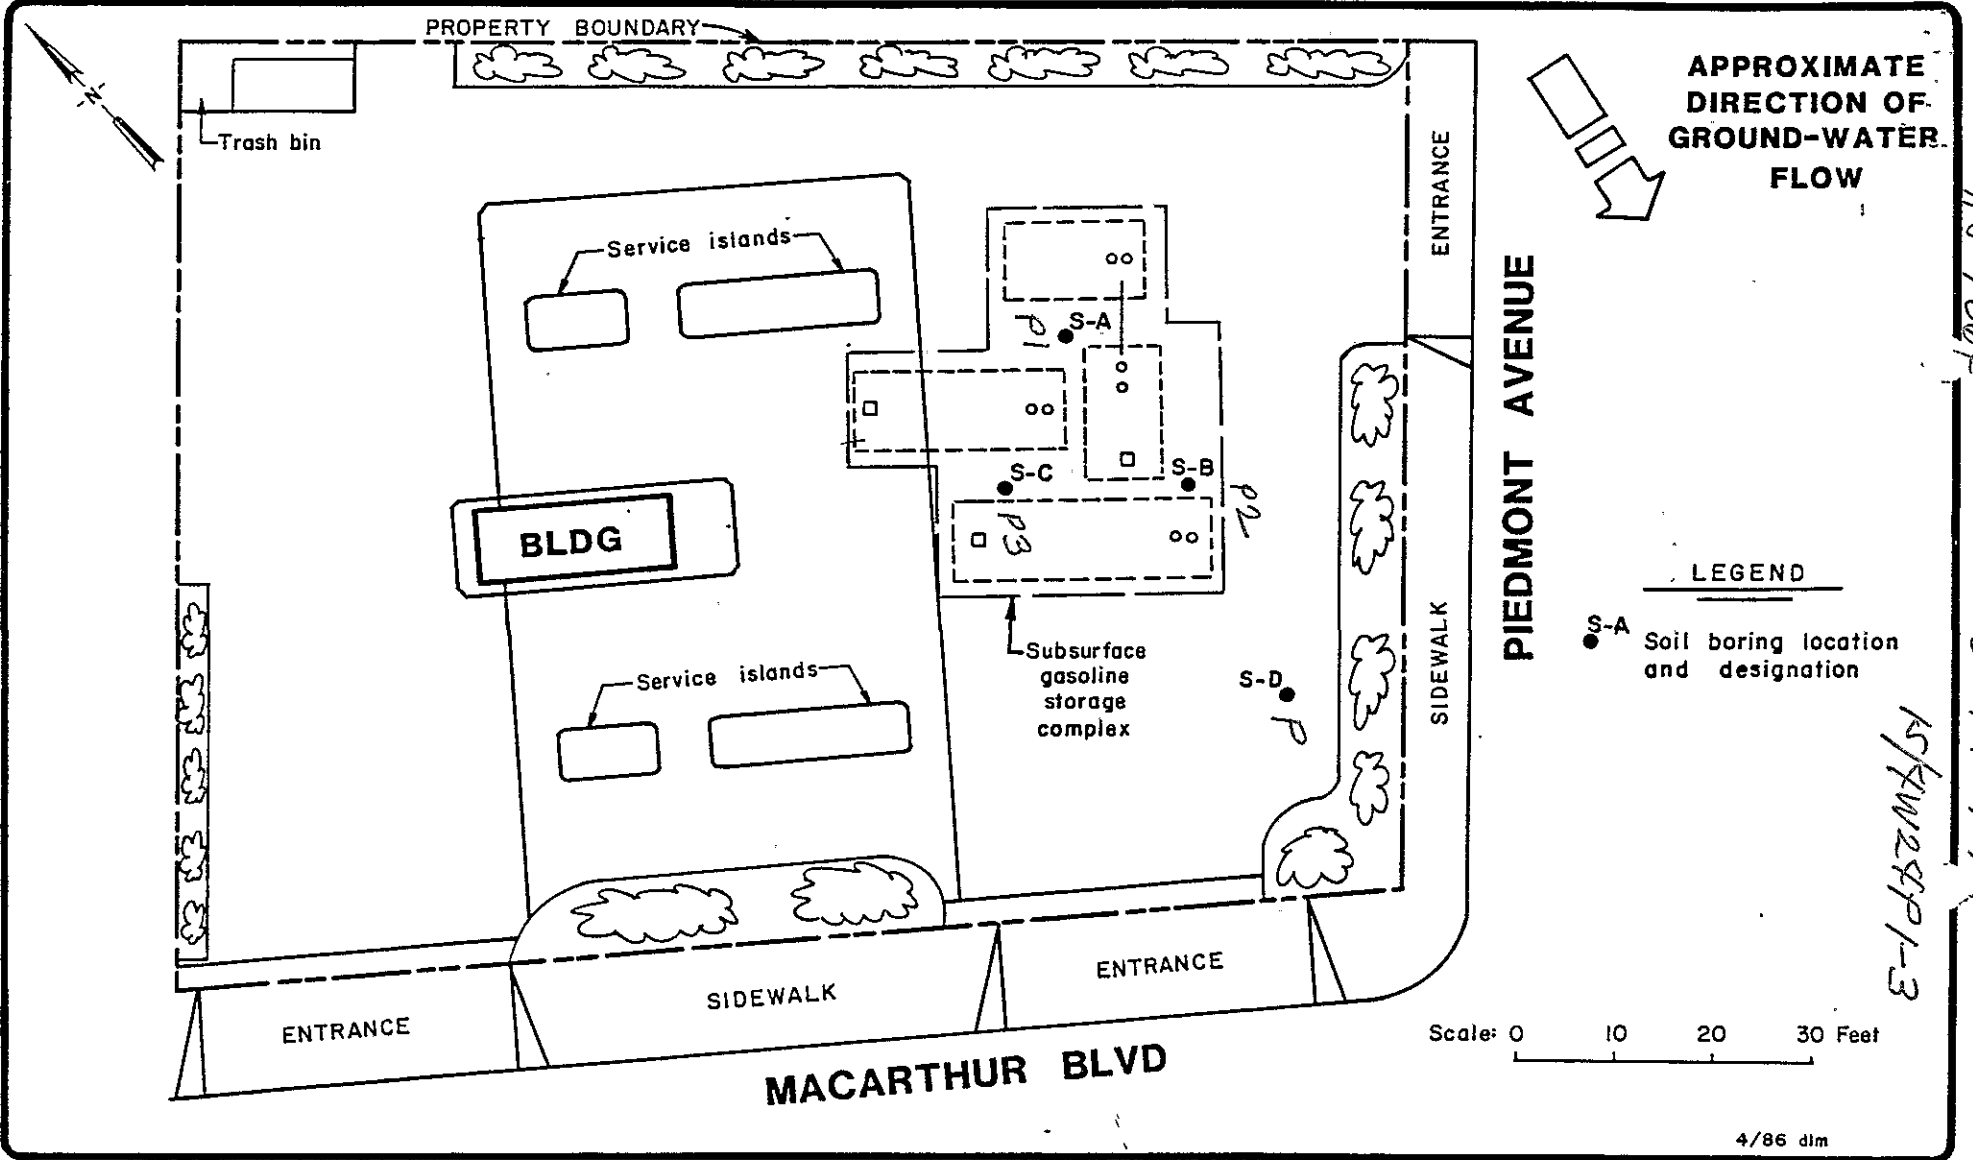 PROPERTY BOUNDARY
N
Trash bin
APPROXIMATE
DIRECTION OF
GROUND-WATER
FLOW
ENTRANCE
Service islands
S-A
P1
PIEDMONT AVENUE
S-C
S-B
P2
P3
BLDG
LEGEND
S-A
Soil boring location
and designation
SIDEWALK
Subsurface
gasoline
storage
complex
Service islands
S-D
P
ENTRANCE
SIDEWALK
ENTRANCE
MACARTHUR BLVD
Scale: 0 10 20 30 Feet
4/86 dlm